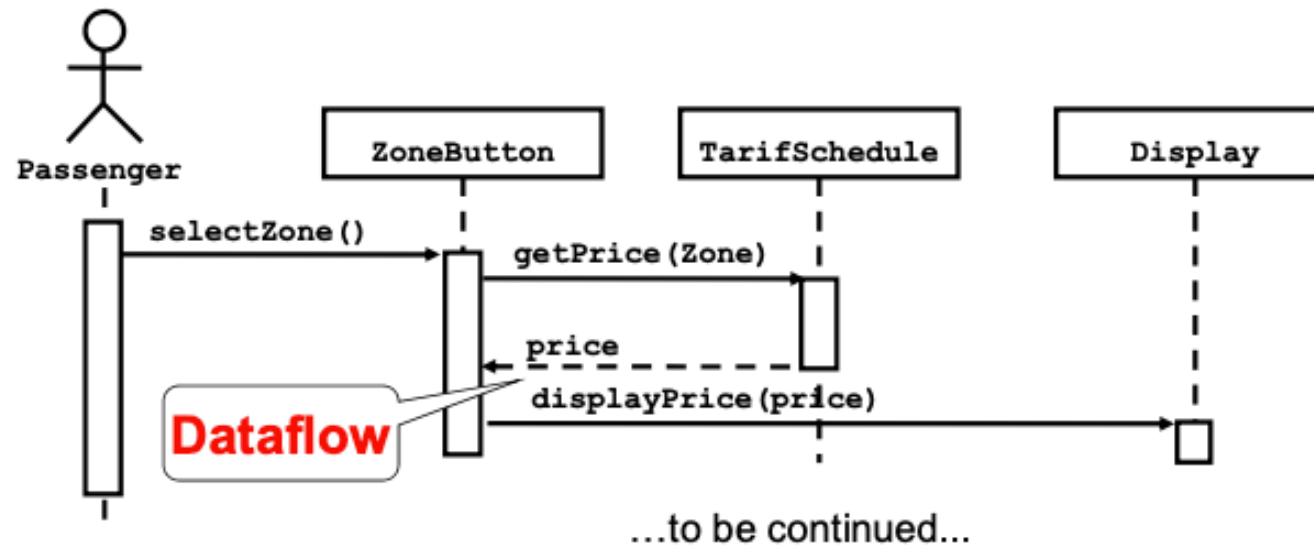 Passenger
ZoneButton
TarifSchedule
Display
selectZone()
getPrice(Zone)
price
Dataflow
displayPrice(price)
...to be continued...